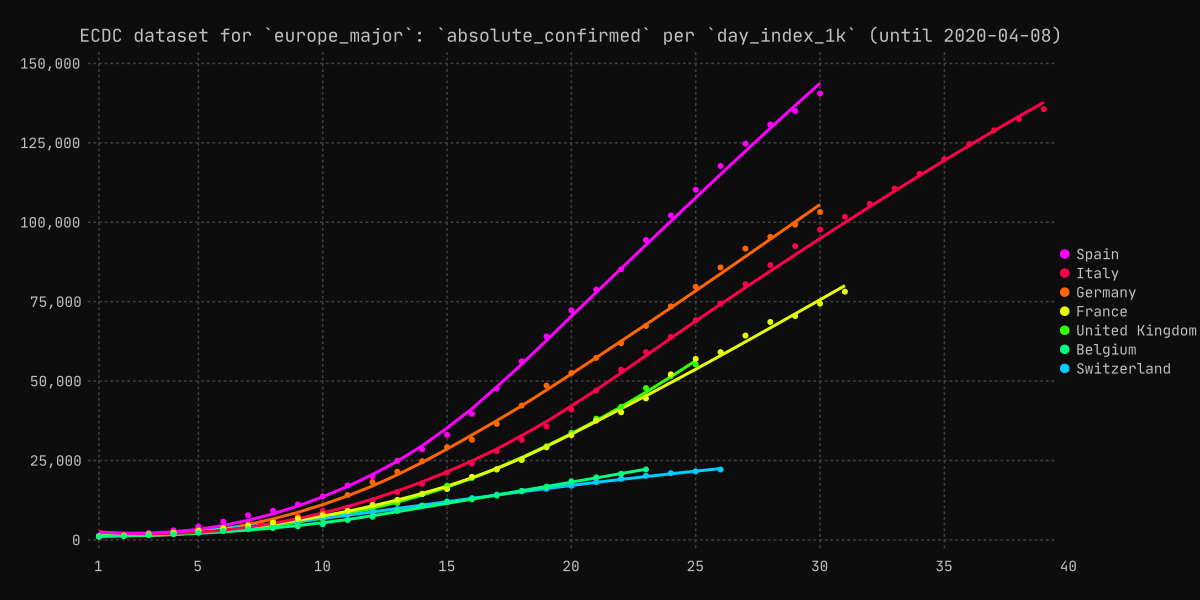 ECDC dataset for `europe_major`: `absolute_confirmed` per `day_index_1k` (until 2020-04-08)
150,000
125,000
100,000
75,000
50,000
25,000
0
1 5 10 15 20 25 30 35 40
Spain
Italy
Germany
France
United Kingdom
Belgium
Switzerland